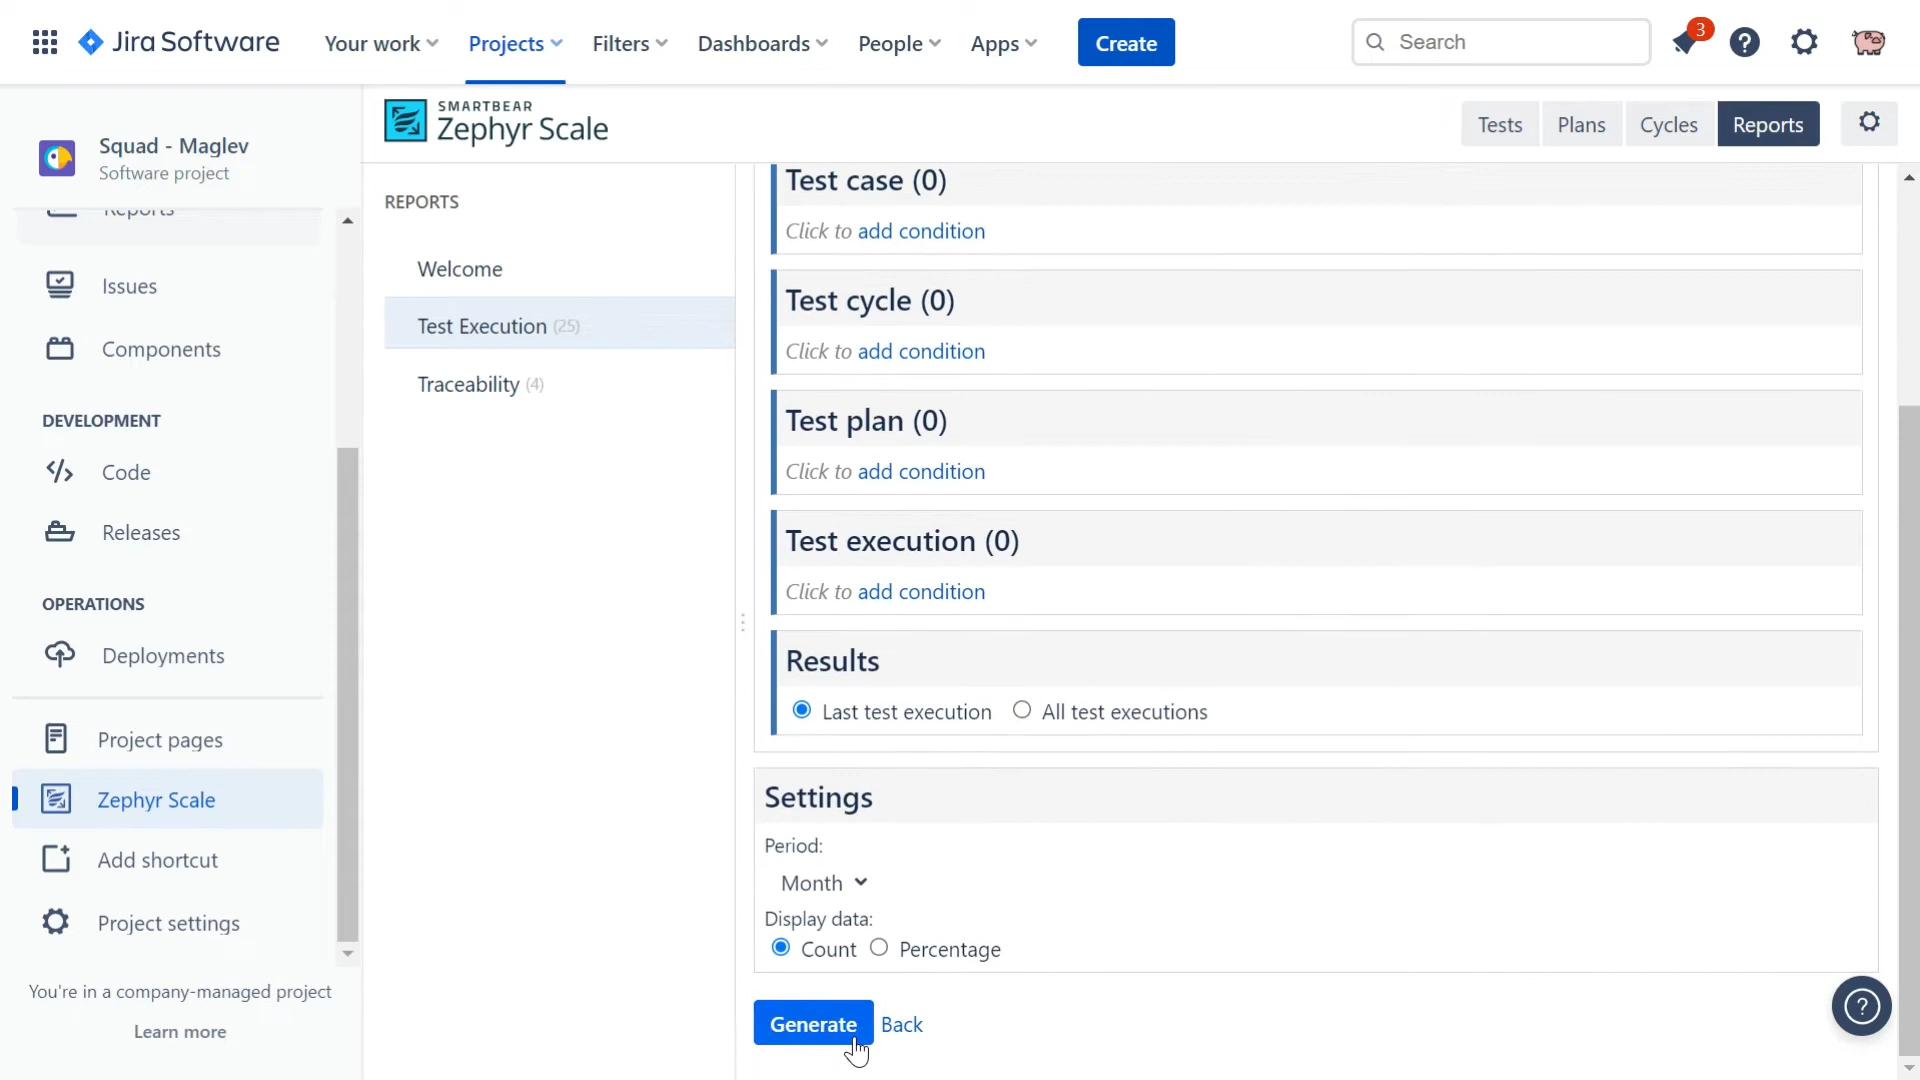 Jira Software
Your work
Projects
Filters
Dashboards
People
Apps
Create
Search
3
?
Squad - Maglev
Software project
Reports
Issues
Components
DEVELOPMENT
Code
Releases
OPERATIONS
Deployments
Project pages
Zephyr Scale
Add shortcut
Project settings
You're in a company-managed project
Learn more
SMARTBEAR
Zephyr Scale
Tests
Plans
Cycles
Reports
REPORTS
Welcome
Test Execution (25)
Traceability (4)
Test case (0)
Click to add condition
Test cycle (0)
Click to add condition
Test plan (0)
Click to add condition
Test execution (0)
Click to add condition
Results
Last test execution All test executions
Settings
Period:
Month
Display data:
Count Percentage
Generate Back
?